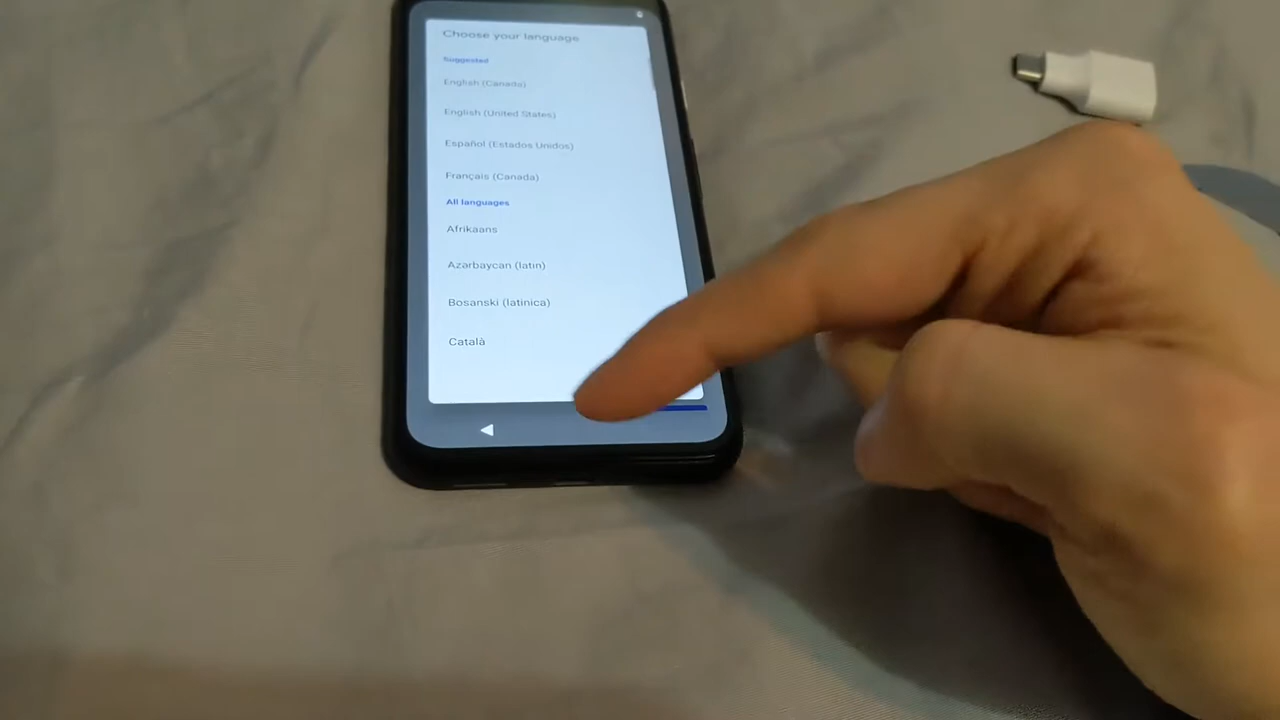 Choose your language
Suggested
English (Canada)
English (United States)
Español (Estados Unidos)
Français (Canada)
All languages
Afrikaans
Azərbaycan (latın)
Bosanski (latinica)
Català